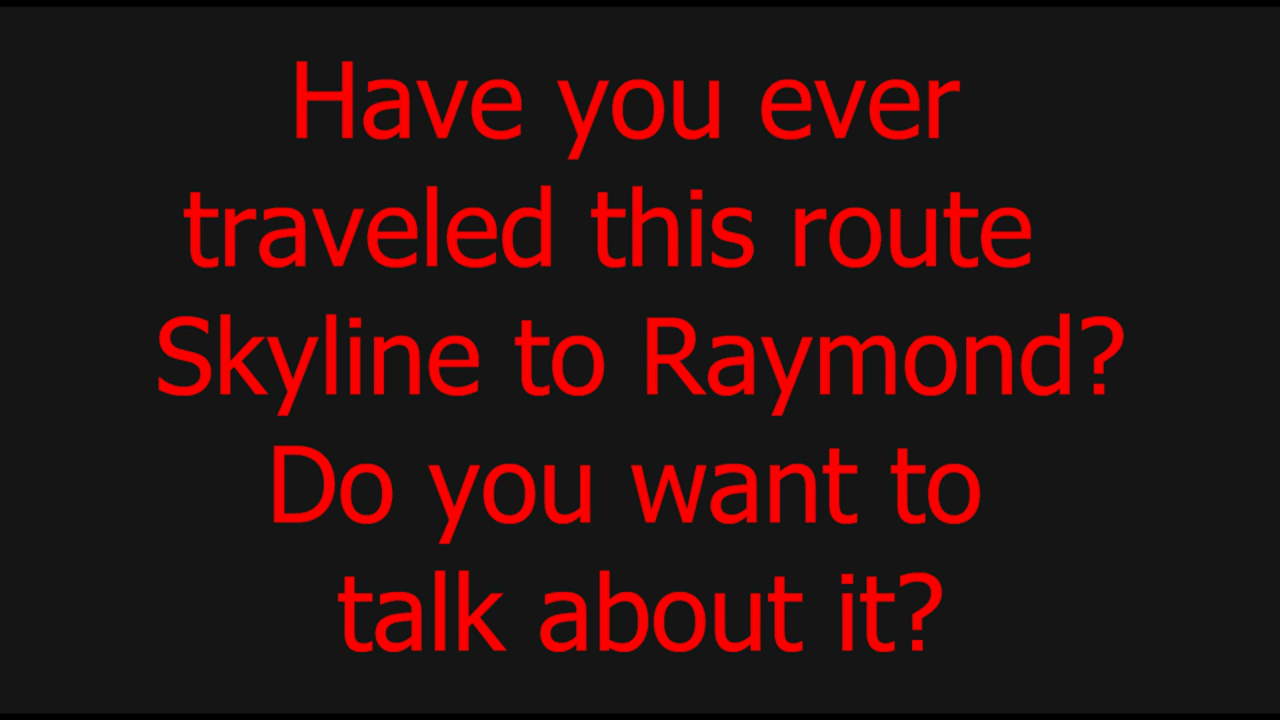 Have you ever
traveled this route
Skyline to Raymond?
Do you want to
talk about it?